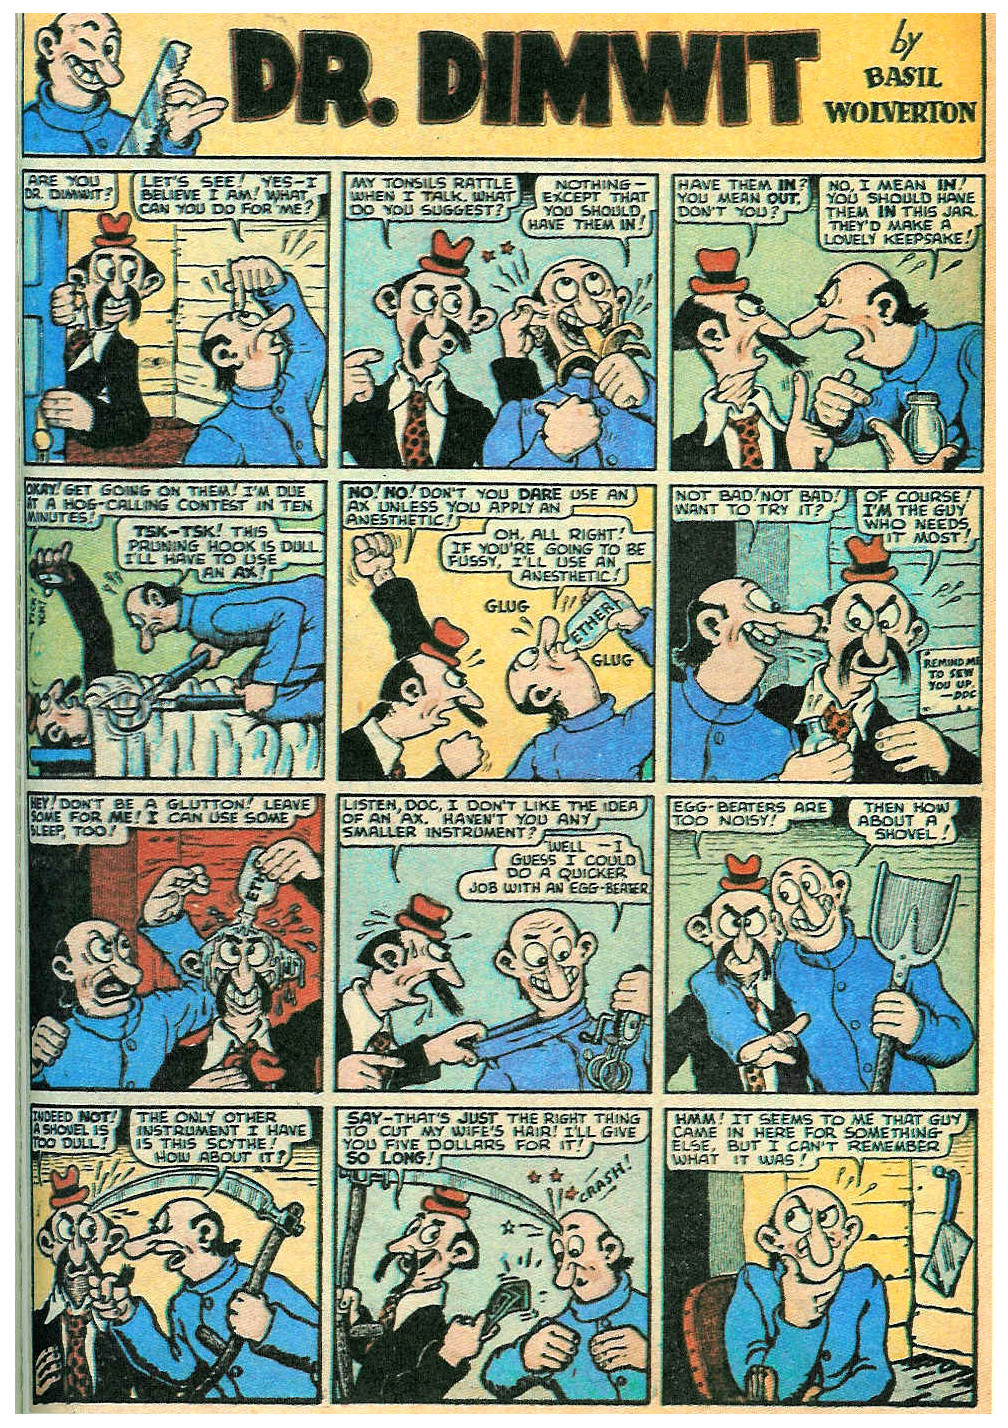 DR. DIMWIT
by
BASIL
WOLVERTON
ARE YOU
DR. DIMWIT?
LET'S SEE! YES-I
BELIEVE I AM! WHAT
CAN YOU DO FOR ME?
MY TONSILS RATTLE
WHEN I TALK. WHAT
DO YOU SUGGEST?
NOTHING-
EXCEPT THAT
YOU SHOULD
HAVE THEM IN!
HAVE THEM IN?
YOU MEAN OUT,
DON'T YOU?
NO, I MEAN IN!
YOU SHOULD HAVE
THEM IN THIS JAR.
THEY'D MAKE A
LOVELY KEEPSAKE!
OKAY! GET GOING ON THEM! I'M DUE
AT A HOG-CALLING CONTEST IN TEN
MINUTES!
TSK-TSK! THIS
PRUNING HOOK IS DULL.
I'LL HAVE TO USE
AN AX!
NO! NO! DON'T YOU DARE USE AN
AX UNLESS YOU APPLY AN
ANESTHETIC!
OH, ALL RIGHT!
IF YOU'RE GOING TO BE
FUSSY, I'LL USE AN
ANESTHETIC!
GLUG
ETHER!
GLUG
NOT BAD! NOT BAD!
WANT TO TRY IT?
OF COURSE!
I'M THE GUY
WHO NEEDS
IT MOST!
REMIND ME
TO SEW
YOU UP.
-DOC
HEY! DON'T BE A GLUTTON! LEAVE
SOME FOR ME! I CAN USE SOME
SLEEP, TOO!
ETH
LISTEN, DOC, I DON'T LIKE THE IDEA
OF AN AX. HAVEN'T YOU ANY
SMALLER INSTRUMENT?
WELL -I
GUESS I COULD
DO A QUICKER
JOB WITH AN EGG-BEATER
EGG-BEATERS ARE
TOO NOISY!
THEN HOW
ABOUT A
SHOVEL!
INDEED NOT!
A SHOVEL IS
TOO DULL!
THE ONLY OTHER
INSTRUMENT I HAVE
IS THIS SCYTHE!
HOW ABOUT IT?
SAY-THAT'S JUST THE RIGHT THING
TO CUT MY WIFE'S HAIR! I'LL GIVE
YOU FIVE DOLLARS FOR IT!
SO LONG!
CRASH!
HMM! IT SEEMS TO ME THAT GUY
CAME IN HERE FOR SOMETHING
ELSE, BUT I CAN'T REMEMBER
WHAT IT WAS!